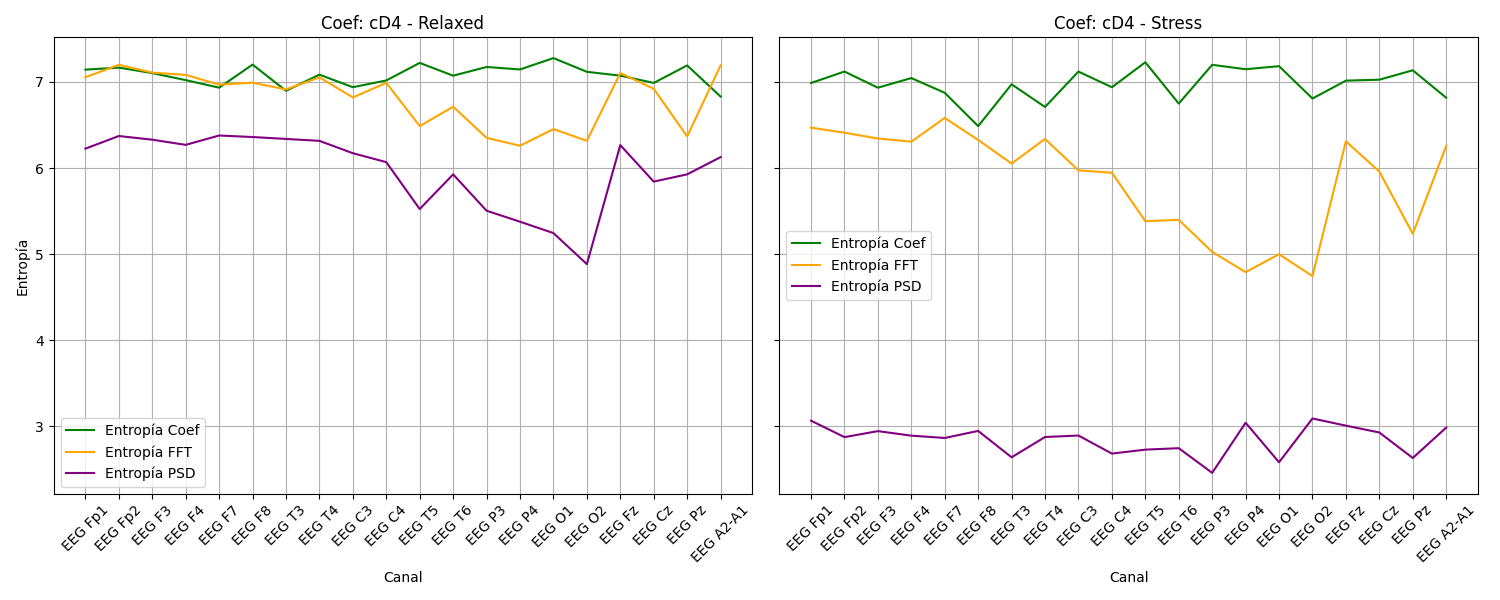 Coef: cD4 - Relaxed
Entropía
7
6
5
4
3
Entropía Coef
Entropía FFT
Entropía PSD
EEG Fp1
EEG Fp2
EEG F3
EEG F4
EEG F7
EEG F8
EEG T3
EEG T4
EEG C3
EEG C4
EEG T5
EEG T6
EEG P3
EEG P4
EEG O1
EEG O2
EEG Fz
EEG Cz
EEG Pz
EEG A2-A1
Canal
Coef: cD4 - Stress
Entropía Coef
Entropía FFT
Entropía PSD
EEG Fp1
EEG Fp2
EEG F3
EEG F4
EEG F7
EEG F8
EEG T3
EEG T4
EEG C3
EEG C4
EEG T5
EEG T6
EEG P3
EEG P4
EEG O1
EEG O2
EEG Fz
EEG Cz
EEG Pz
EEG A2-A1
Canal